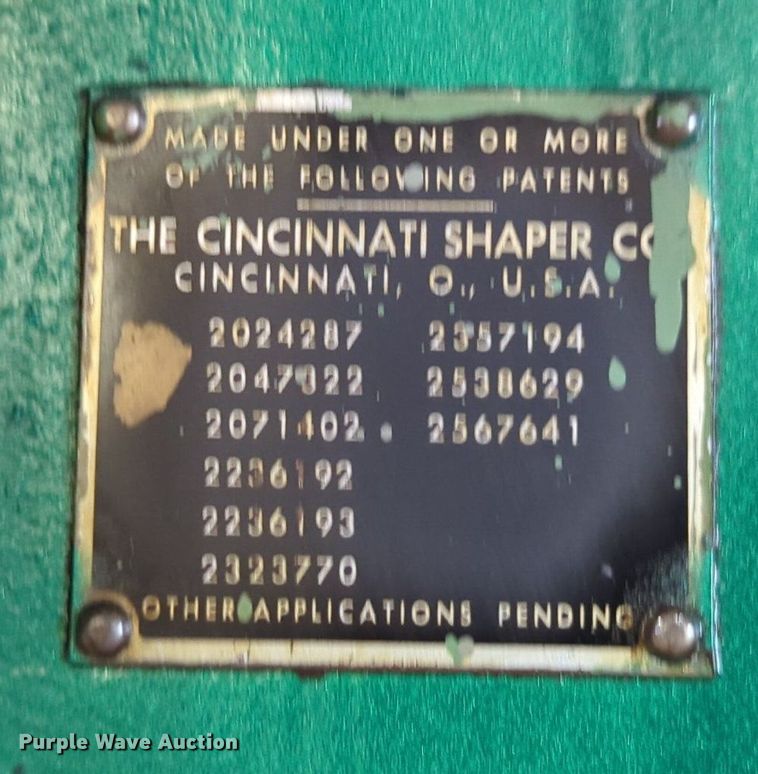 MADE UNDER ONE OR MORE
OF THE FOLLOWING PATENTS
THE CINCINNATI SHAPER CO
CINCINNATI, O., U.S.A.
2024287 2357194
2047322 2538629
2071402 2567641
2236192
2236193
2323770
OTHER APPLICATIONS PENDING
Purple Wave Auction